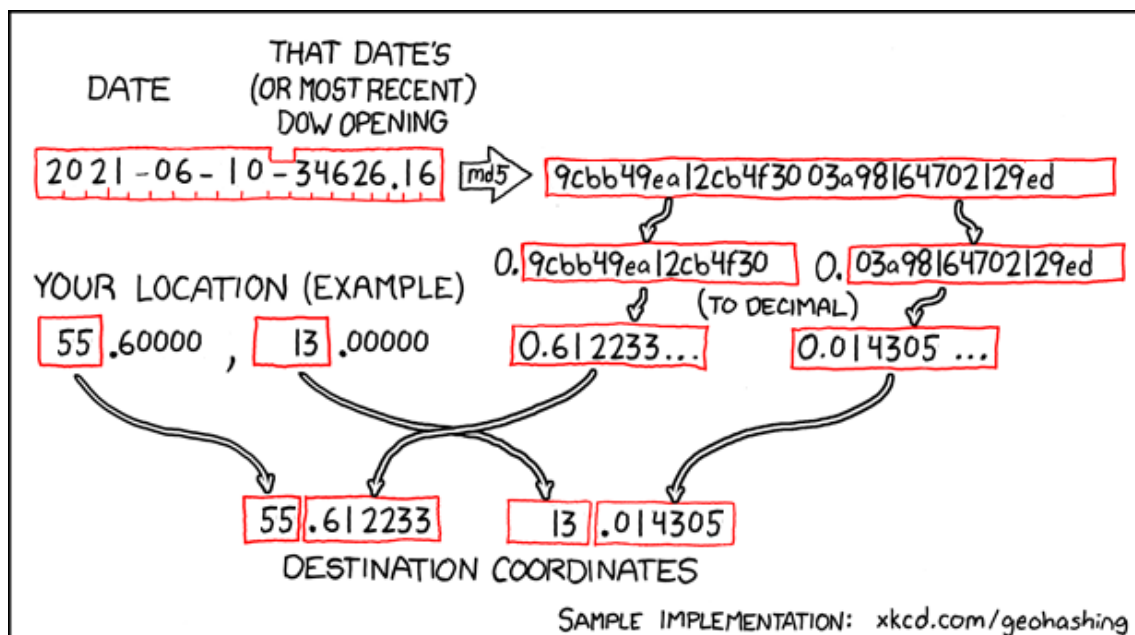 THAT DATE'S
DATE (OR MOST RECENT)
DOW OPENING
2021-06-10-34626.16 md5 9cbb49ea12cb4f3003a98164702129ed
0.9cbb49ea12cb4f30 0.03a98164702129ed
YOUR LOCATION (EXAMPLE) (TO DECIMAL)
55.60000, 13.00000 0.612233... 0.014305...
55.612233 13.014305
DESTINATION COORDINATES
SAMPLE IMPLEMENTATION: xkcd.com/geohashing